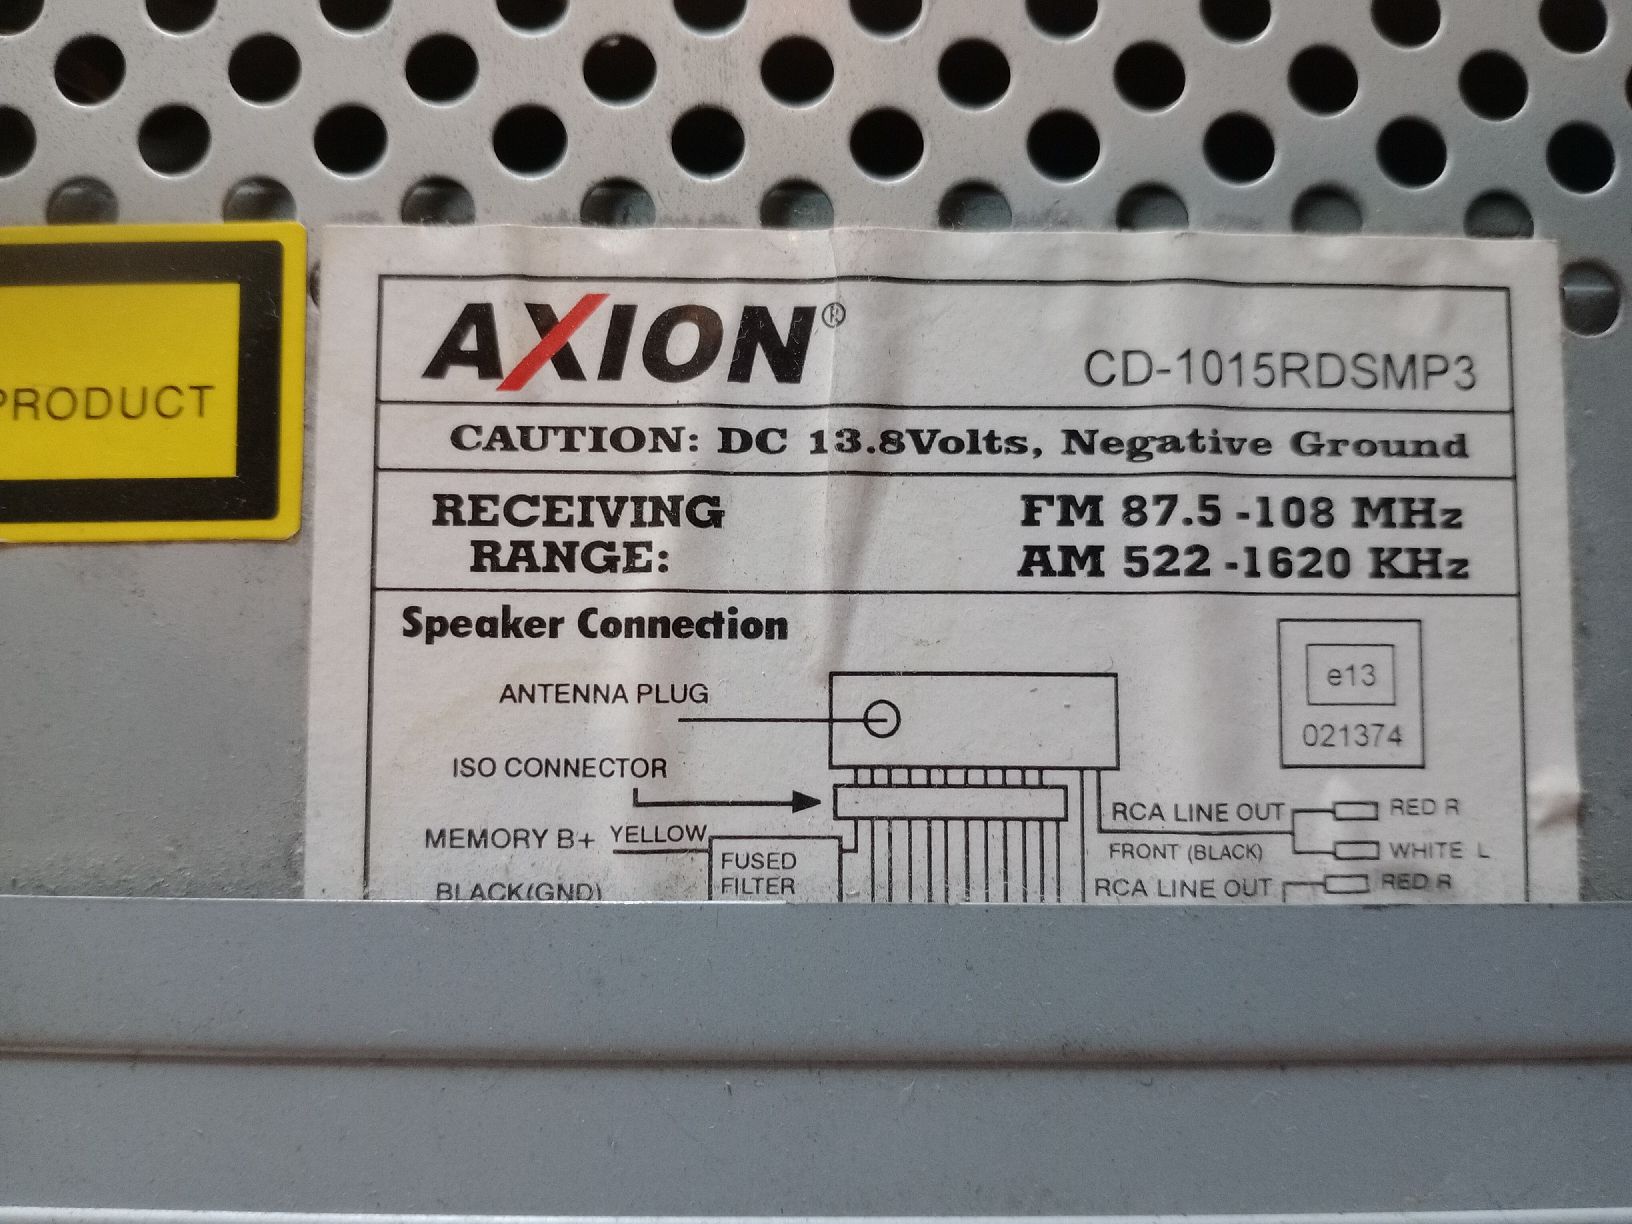 PRODUCT
AXION®
CD-1015RDSMP3
CAUTION: DC 13.8Volts, Negative Ground
RECEIVING RANGE:
FM 87.5 -108 MHz
AM 522 -1620 KHz
Speaker Connection
e13
021374
ANTENNA PLUG
ISO CONNECTOR
MEMORY B+ YELLOW
FUSED
FILTER
BLACK(GND)
RCA LINE OUT
RED R
FRONT (BLACK)
WHITE L
RCA LINE OUT
RED R